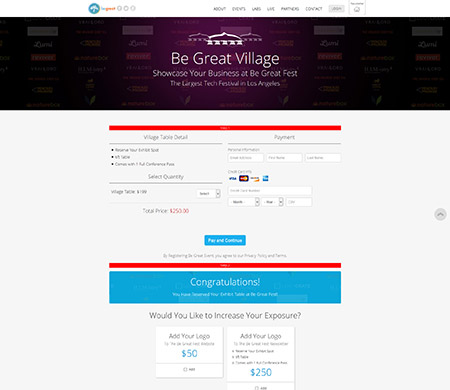 ABOUT EVENTS LABS LIVE PARTNERS CONTACT LOGIN
Be Great Village
Showcase Your Business at Be Great Fest
The Largest Tech Festival in Los Angeles
Village Table Detail
Reserve Your Exhibit Spot
6ft Table
Comes with 1 Full Conference Pass
Select Quantity
Village Table: $199
Select
Total Price: $250.00
Payment
Personal Information
Email Address First Name Last Name
Credit Card Info
Credit Card Number
Month Year
Pay and Continue
By Registering Be Great Event, you agree to our Privacy Policy and Terms.
Congratulations!
You Have Reserved Your Exhibit Table at Be Great Fest!
Would You Like to Increase Your Exposure?
Add Your Logo
To The Be Great Fest Website
$50
Add
Add Your Logo
To The Be Great Fest Newsletter
Reserve Your Exhibit Spot
6ft Table
Comes with 1 Full Conference Pass
$250
Add